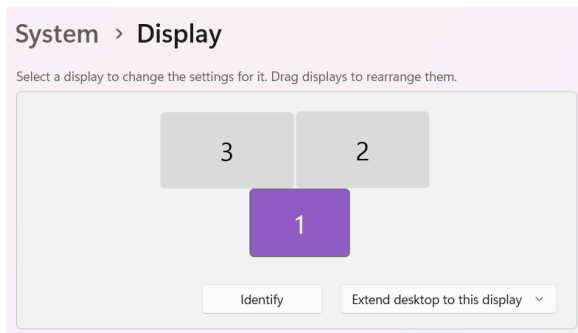 System > Display
Select a display to change the settings for it. Drag displays to rearrange them.
3 2
1
Identify Extend desktop to this display